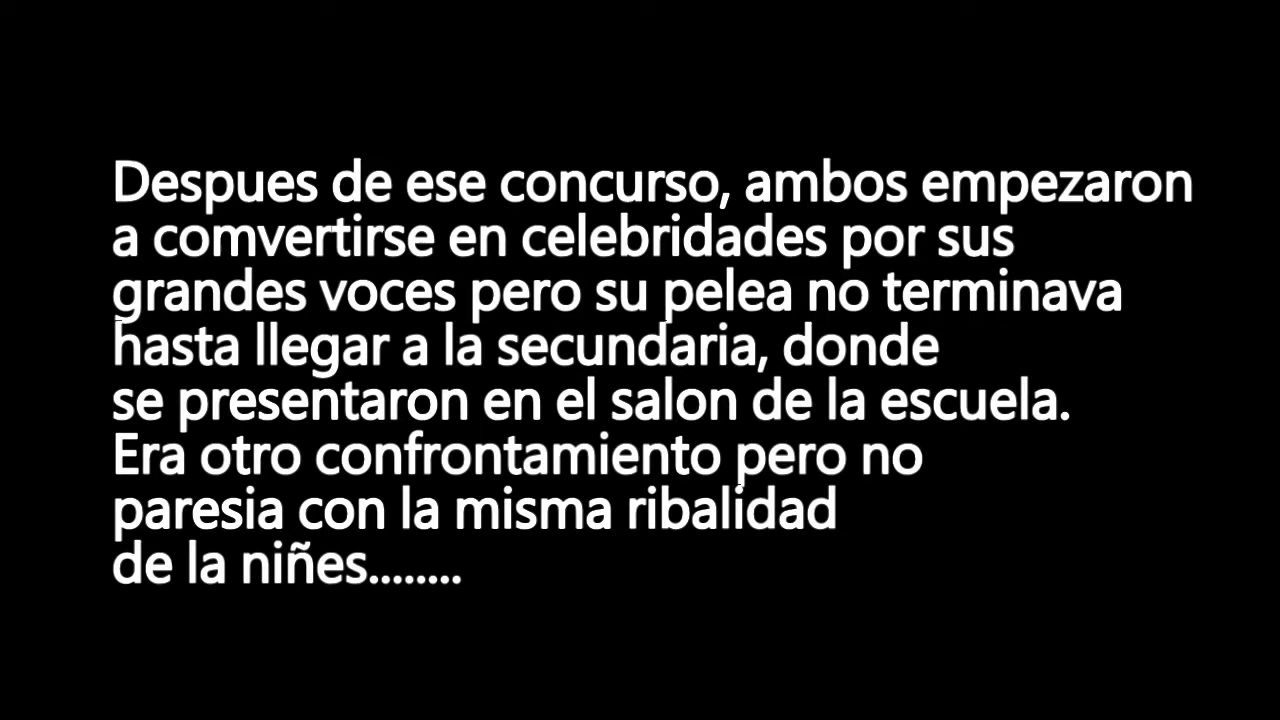 Despues de ese concurso, ambos empezaron
a comvertirse en celebridades por sus
grandes voces pero su pelea no terminava
hasta llegar a la secundaria, donde
se presentaron en el salon de la escuela.
Era otro confrontamiento pero no
paresia con la misma ribalidad
de la niñes........